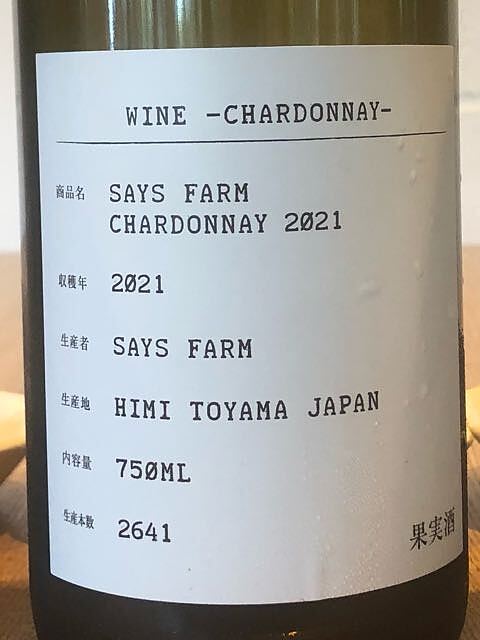 WINE -CHARDONNAY-
商品名 SAYS FARM
CHARDONNAY 2021
収穫年 2021
生産者 SAYS FARM
生産地 HIMI TOYAMA JAPAN
内容量 750ML
生産本数 2641
果実酒